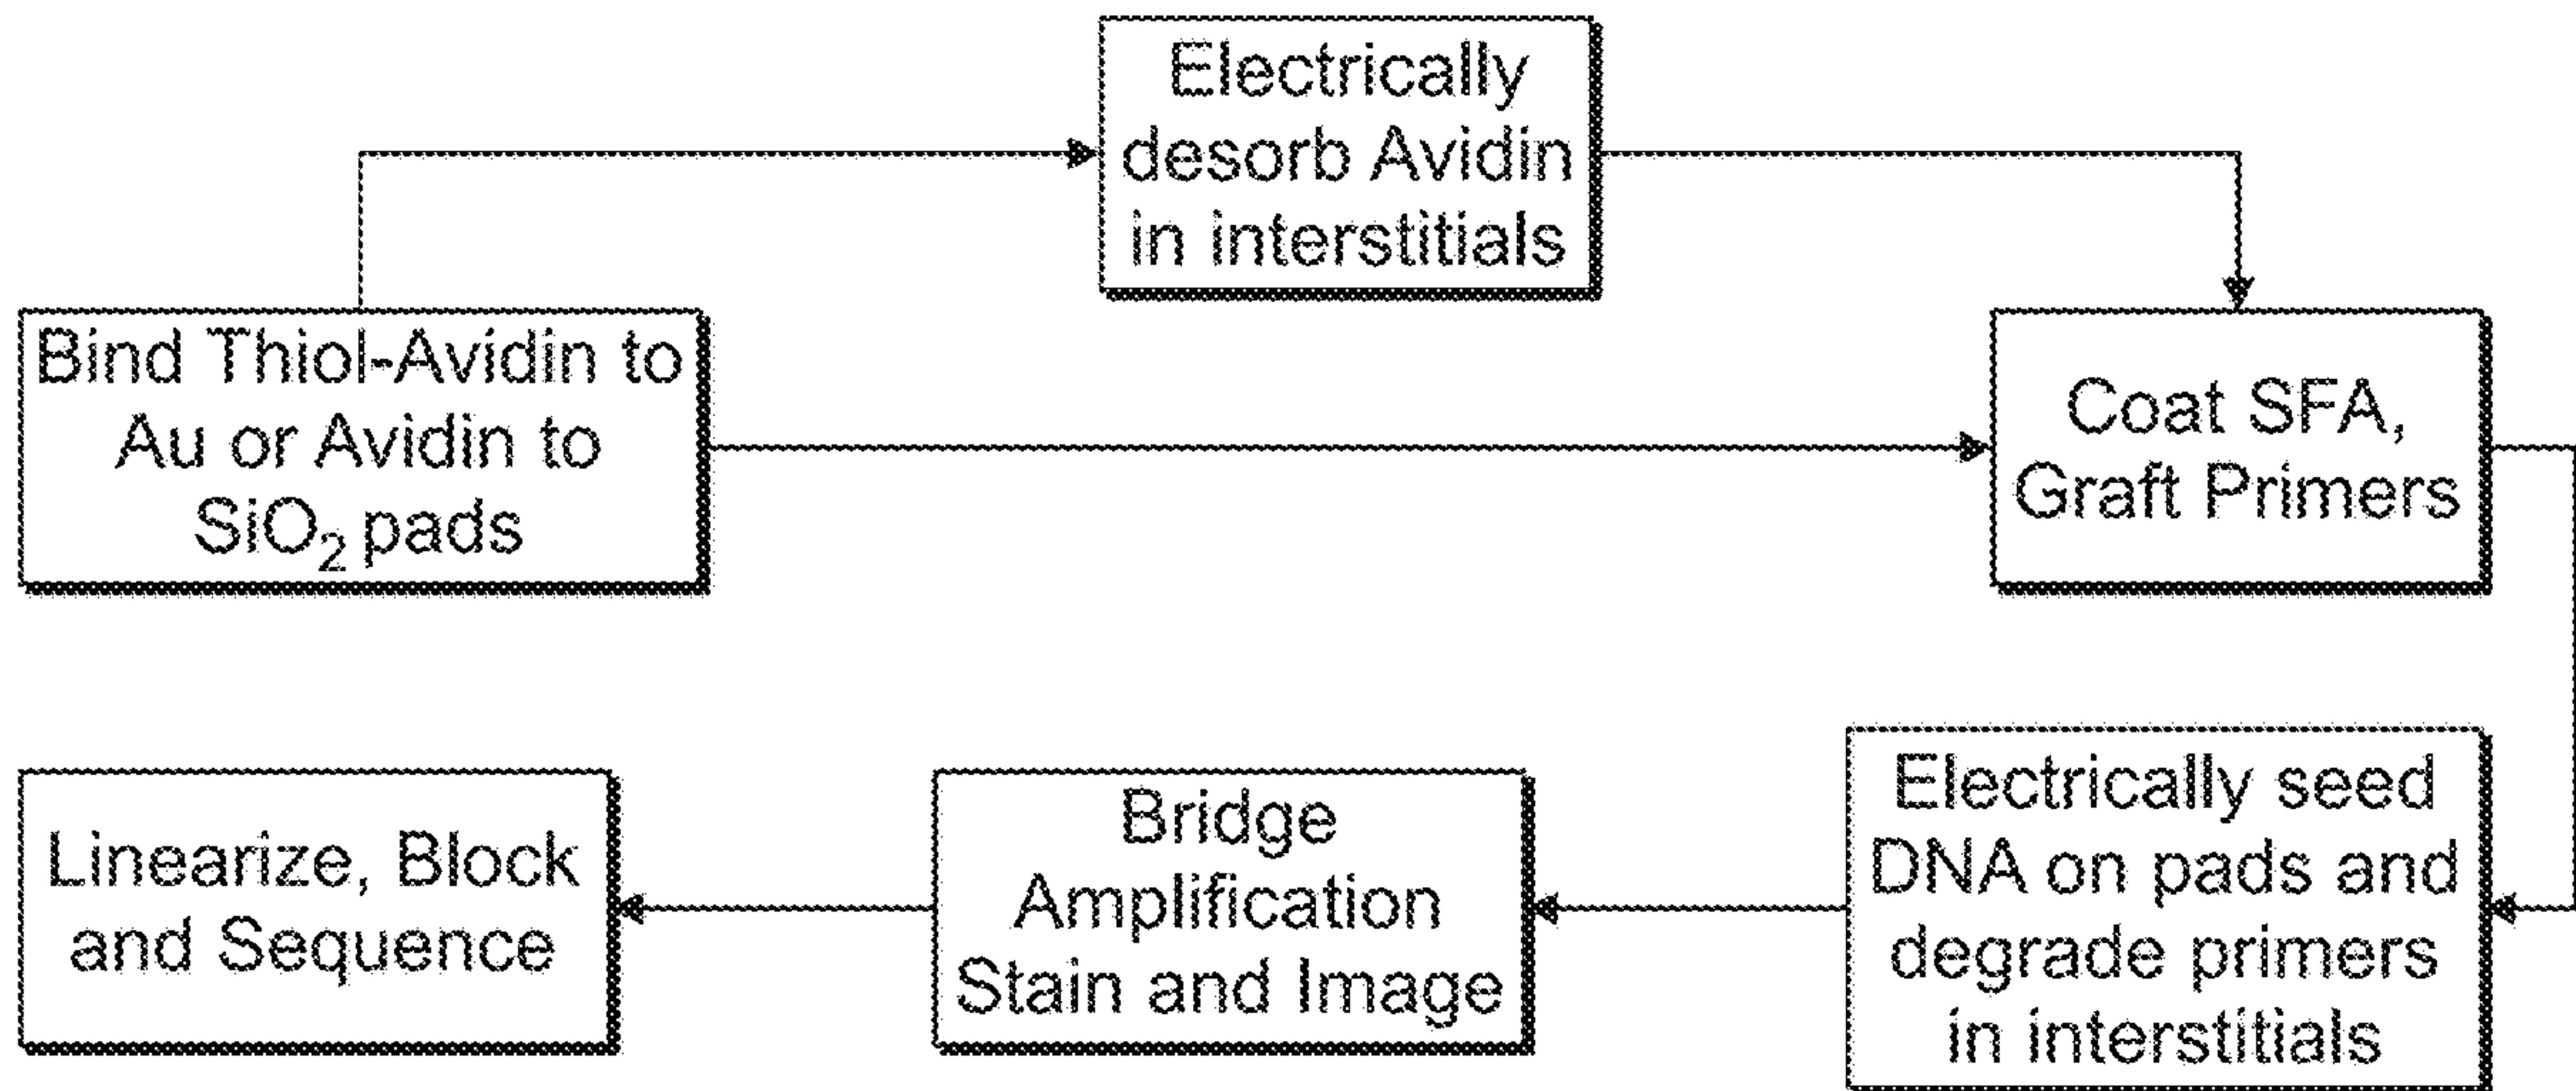 Electrically
desorb Avidin
in interstitials
Bind Thiol-Avidin to
Au or Avidin to
SiO₂ pads
Coat SFA,
Graft Primers
Electrically seed
DNA on pads and
degrade primers
in interstitials
Bridge
Amplification
Stain and Image
Linearize, Block
and Sequence